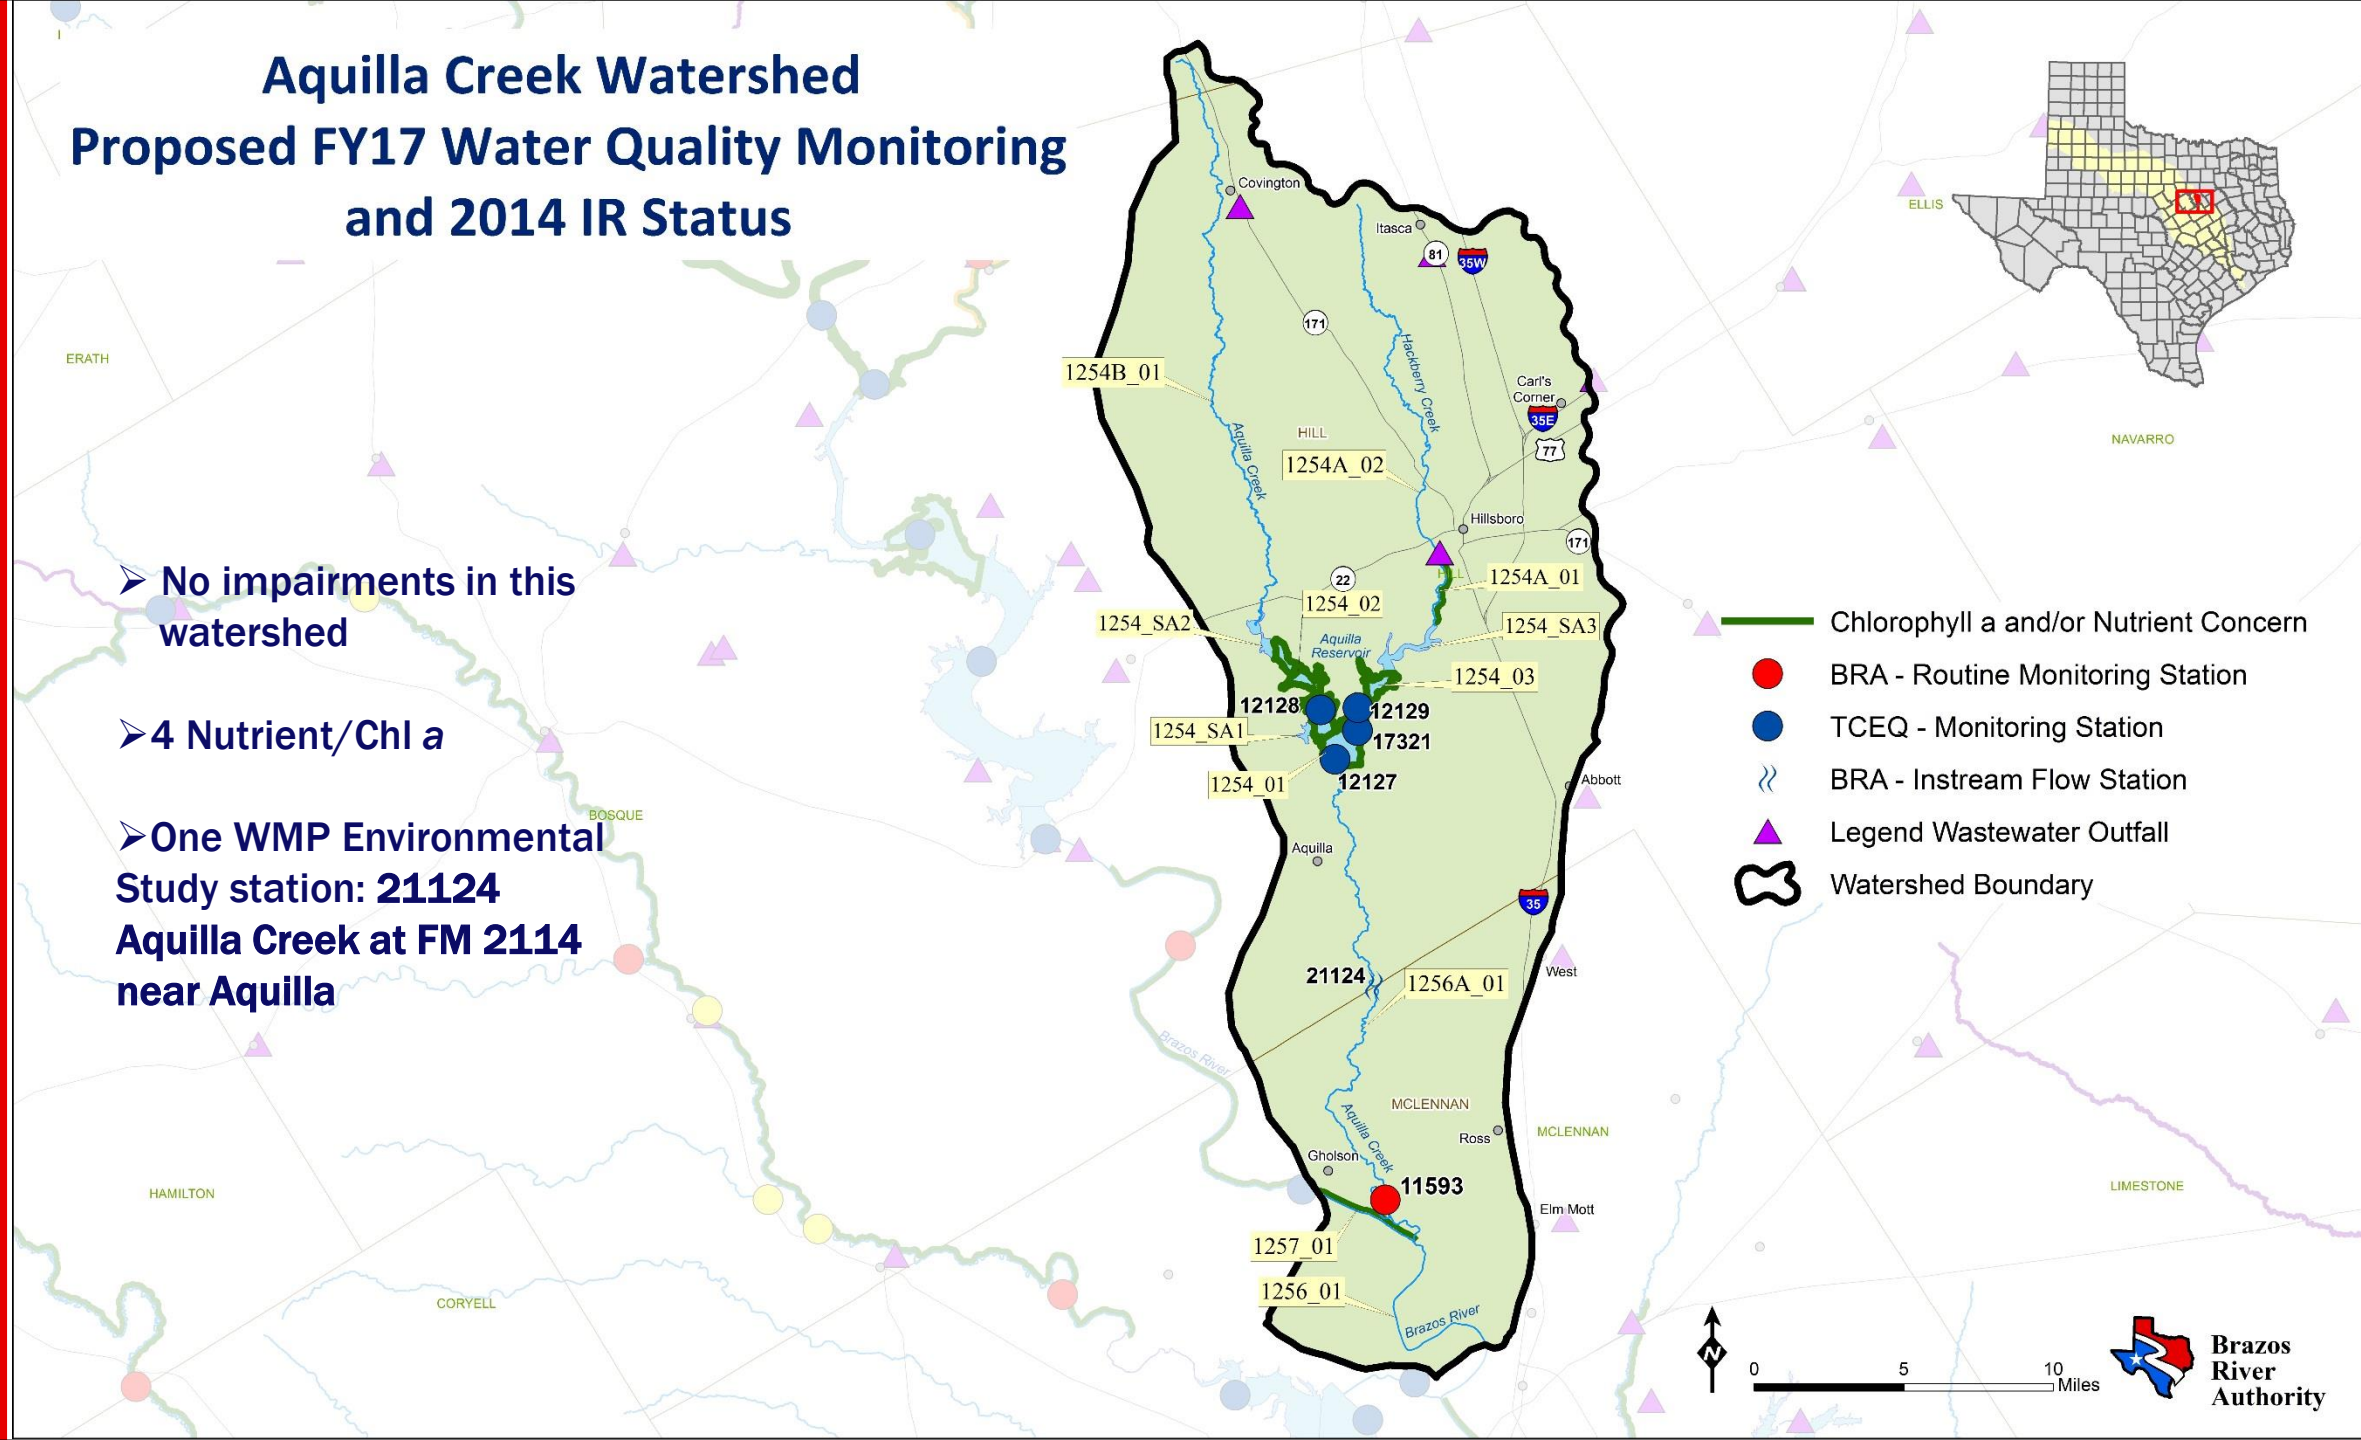 Aquilla Creek Watershed
Proposed FY17 Water Quality Monitoring
and 2014 IR Status
➢ No impairments in this
watershed
➢4 Nutrient/Chl a
➢One WMP Environmental
Study station: 21124
Aquilla Creek at FM 2114
near Aquilla
ERATH
BOSQUE
HAMILTON
CORYELL
Brazos River
Covington
Itasca
81
35W
171
1254B_01
Hackberry Creek
Carl's
Corner
35E
77
HILL
Aquilla Creek
1254A_02
Hillsboro
171
22
HILL
1254A_01
1254_02
1254_SA2
1254_SA3
Aquilla
Reservoir
1254_03
12128
12129
1254_SA1
17321
1254_01
12127
Abbott
Aquilla
35
West
21124
1256A_01
MCLENNAN
Aquilla Creek
Ross
MCLENNAN
Gholson
11593
Elm Mott
1257_01
1256_01
Brazos River
ELLIS
NAVARRO
LIMESTONE
Chlorophyll a and/or Nutrient Concern
BRA - Routine Monitoring Station
TCEQ - Monitoring Station
BRA - Instream Flow Station
Legend Wastewater Outfall
Watershed Boundary
N
0 5 10
Miles
Brazos
River
Authority